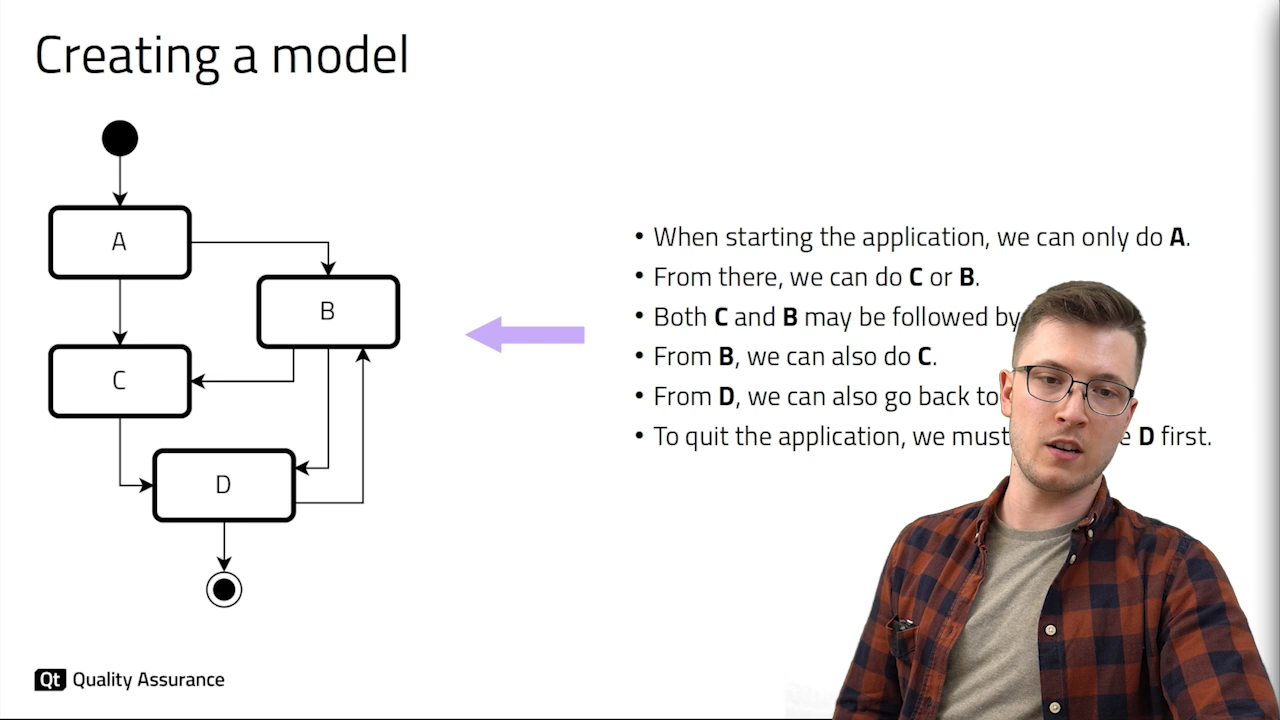 Creating a model
A
B
C
D
• When starting the application, we can only do A.
• From there, we can do C or B.
• Both C and B may be followed by
• From B, we can also do C.
• From D, we can also go back to
• To quit the application, we must D first.
Qt Quality Assurance